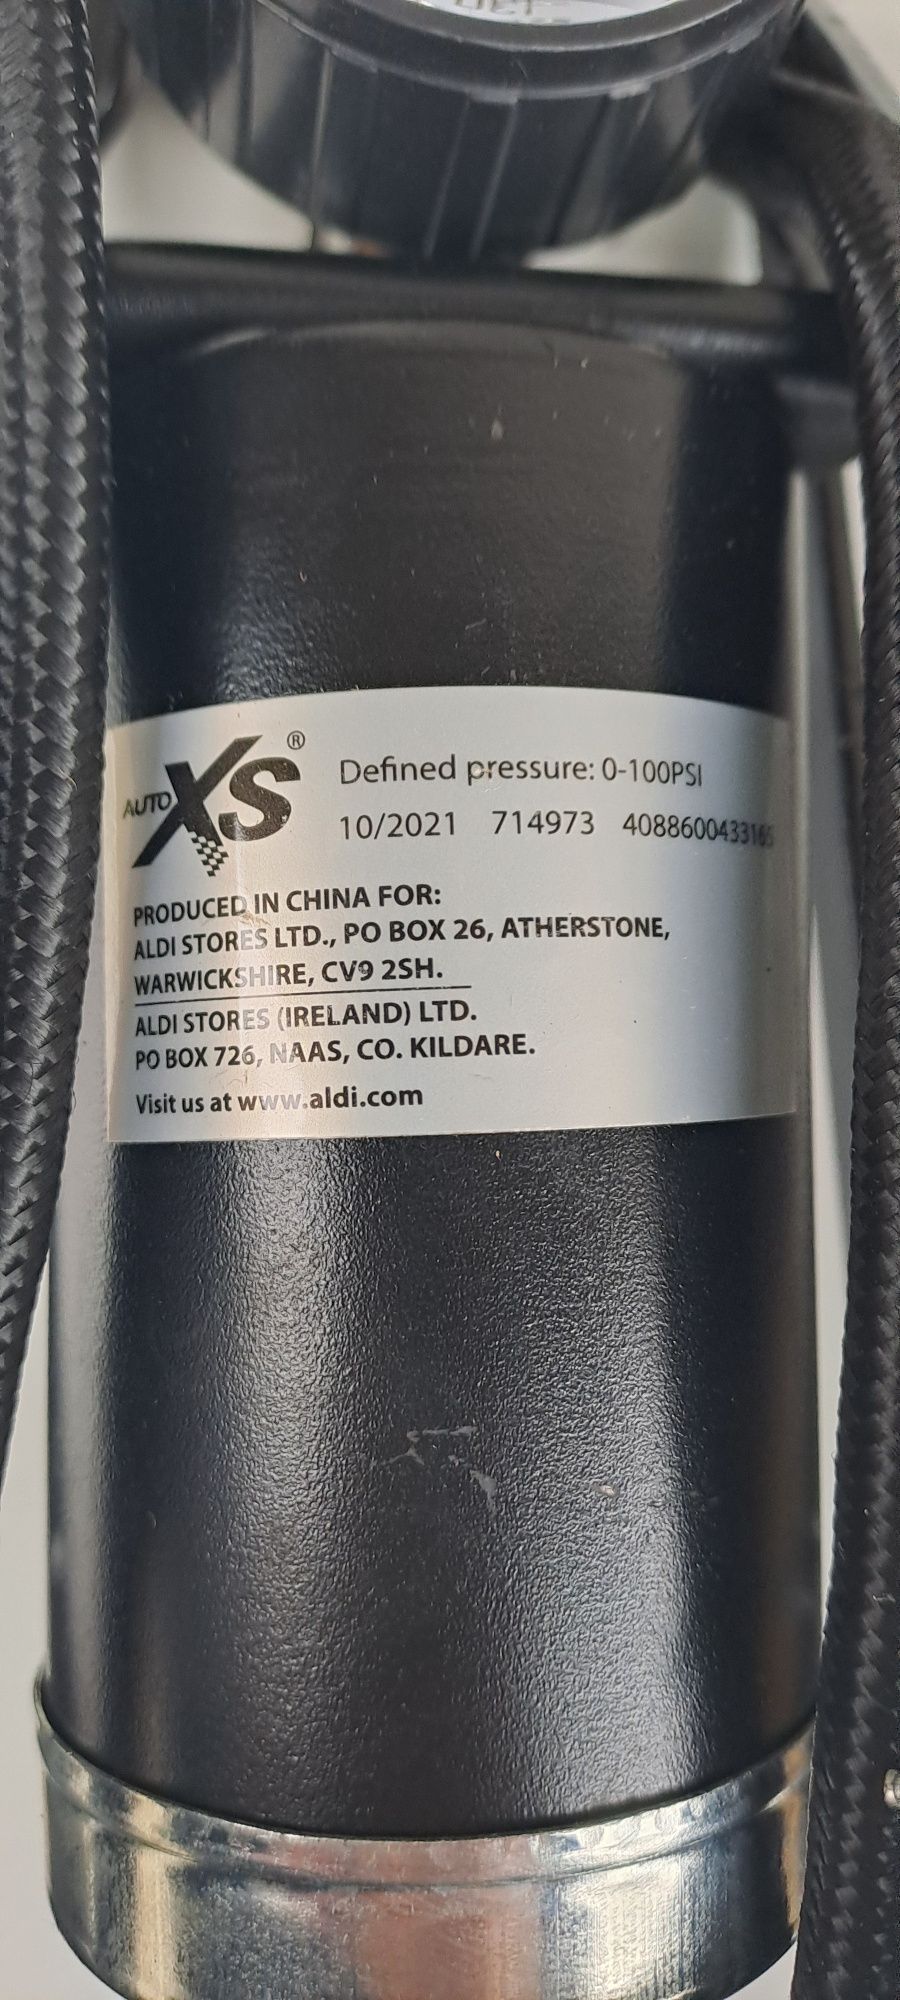 AUTO XS®
Defined pressure: 0-100PSI
10/2021 714973 4088600433165
PRODUCED IN CHINA FOR:
ALDI STORES LTD., PO BOX 26, ATHERSTONE,
WARWICKSHIRE, CV9 2SH.
ALDI STORES (IRELAND) LTD.
PO BOX 726, NAAS, CO. KILDARE.
Visit us at www.aldi.com